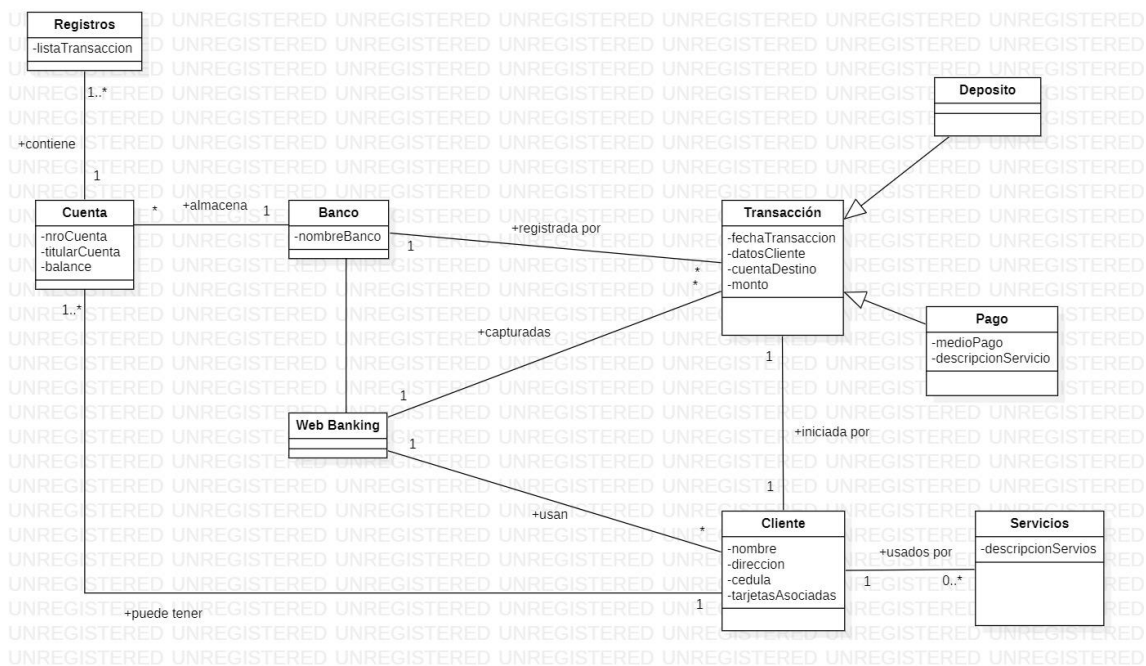 Registros
-listaTransaccion
1..*
+contiene
1
Cuenta
-nroCuenta
-titularCuenta
-balance
*
+almacena
1
Banco
-nombreBanco
1
+registrada por
*
Transacción
-fechaTransaccion
-datosCliente
-cuentaDestino
-monto
Deposito
Pago
-medioPago
-descripcionServicio
*
+capturadas
1
Web Banking
1
+usan
*
1
+iniciada por
1
Cliente
-nombre
-direccion
-cedula
-tarjetasAsociadas
+usados por
1
0..*
Servicios
-descripcionServios
1..*
+puede tener
1
UNREGISTERED